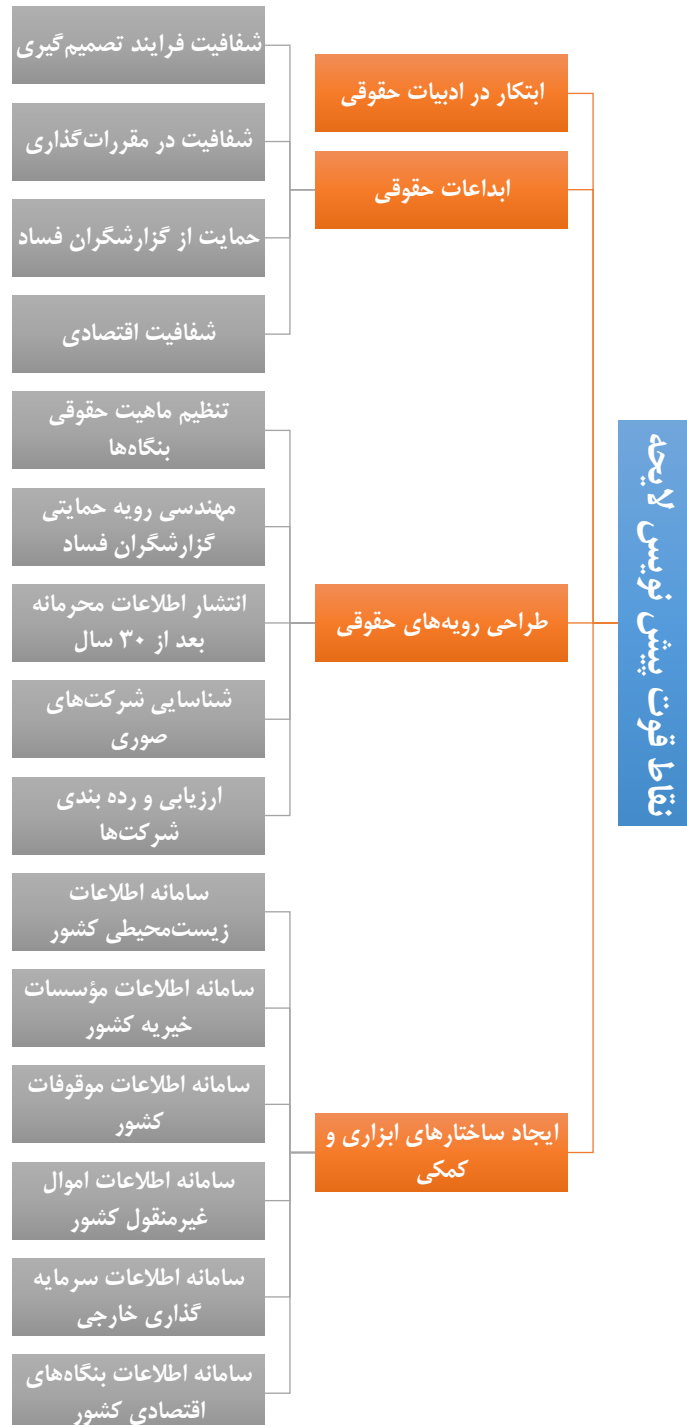 نقاط قوت پیش نویس لایحه
ابتکار در ادبیات حقوقی
ابداعات حقوقی
شفافیت فرایند تصمیم‌گیری
شفافیت در مقررات‌گذاری
حمایت از گزارشگران فساد
شفافیت اقتصادی
طراحی رویه‌های حقوقی
تنظیم ماهیت حقوقی
بنگاه‌ها
مهندسی رویه حمایتی
گزارشگران فساد
انتشار اطلاعات محرمانه
بعد از ۳۰ سال
شناسایی شرکت‌های
صوری
ارزیابی و رده بندی
شرکت‌ها
ایجاد ساختارهای ابزاری و
کمکی
سامانه اطلاعات
زیست‌محیطی کشور
سامانه اطلاعات مؤسسات
خیریه کشور
سامانه اطلاعات موقوفات
کشور
سامانه اطلاعات اموال
غیرمنقول کشور
سامانه اطلاعات سرمایه
گذاری خارجی
سامانه اطلاعات بنگاه‌های
اقتصادی کشور